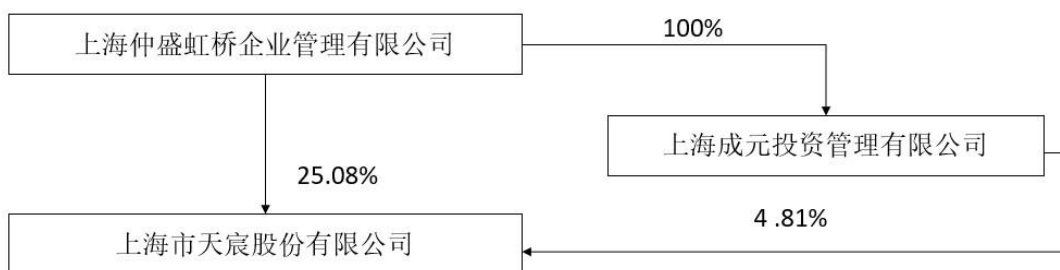 上海仲盛虹桥企业管理有限公司
100%
上海成元投资管理有限公司
25.08%
4 .81%
上海市天宸股份有限公司